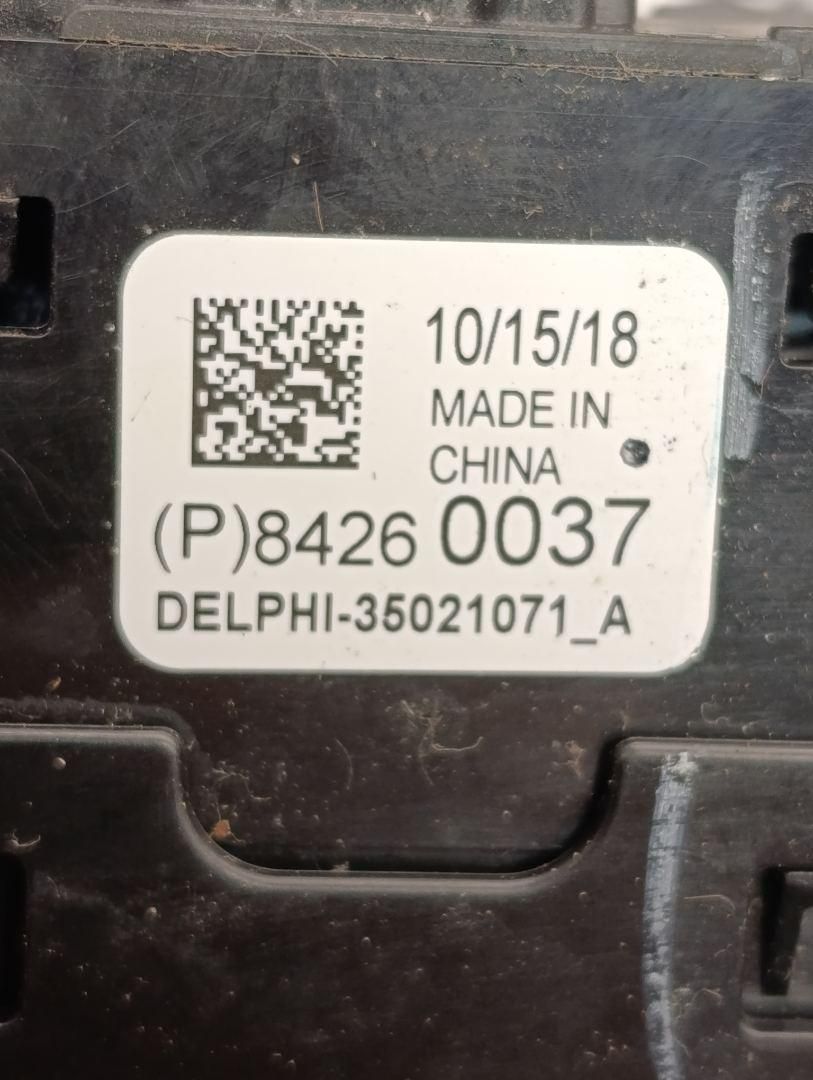 10/15/18
MADE IN
CHINA
(P)8426 0037
DELPHI-35021071_A